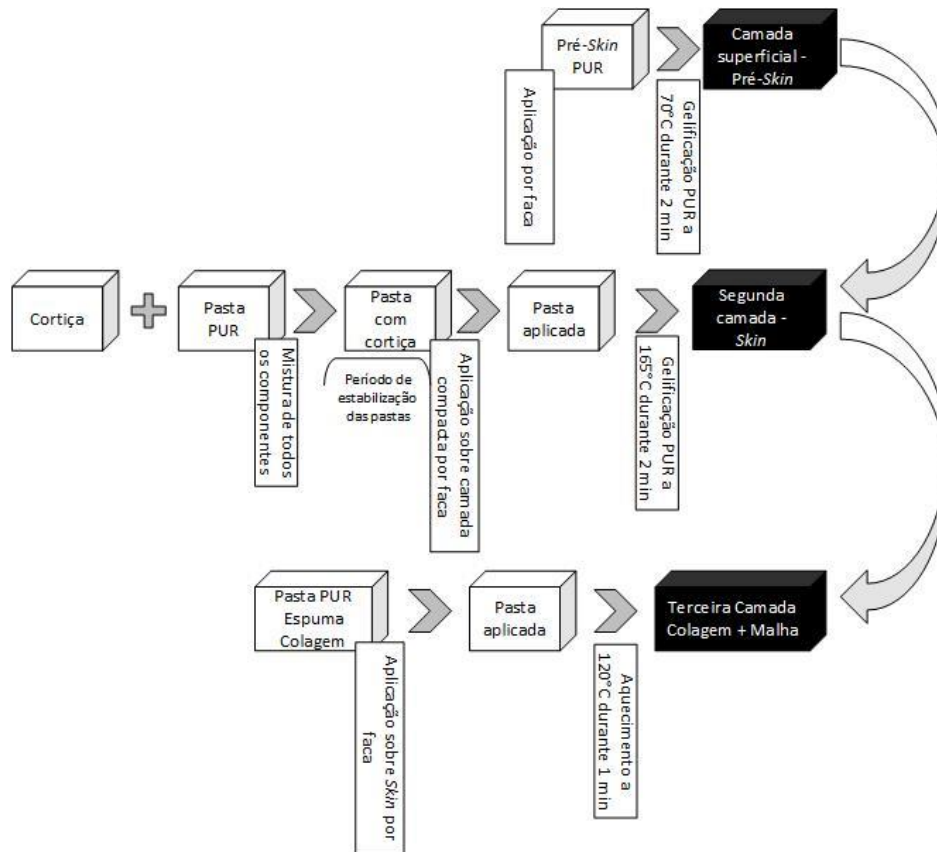 Pré-Skin
PUR
Aplicação por faca
Gelificação PUR a
70°C durante 2 min
Camada
superficial -
Pré-Skin
Cortiça
Pasta
PUR
Mistura de todos
os componentes
Pasta
com
cortiça
Período de
estabilização
das pastas
Aplicação sobre camada
compacta por faca
Pasta
aplicada
Gelificação PUR a
165°C durante 2 min
Segunda
camada -
Skin
Pasta PUR
Espuma
Colagem
Aplicação sobre Skin por
faca
Pasta
aplicada
Aquecimento a
120°C durante 1 min
Terceira Camada
Colagem + Malha